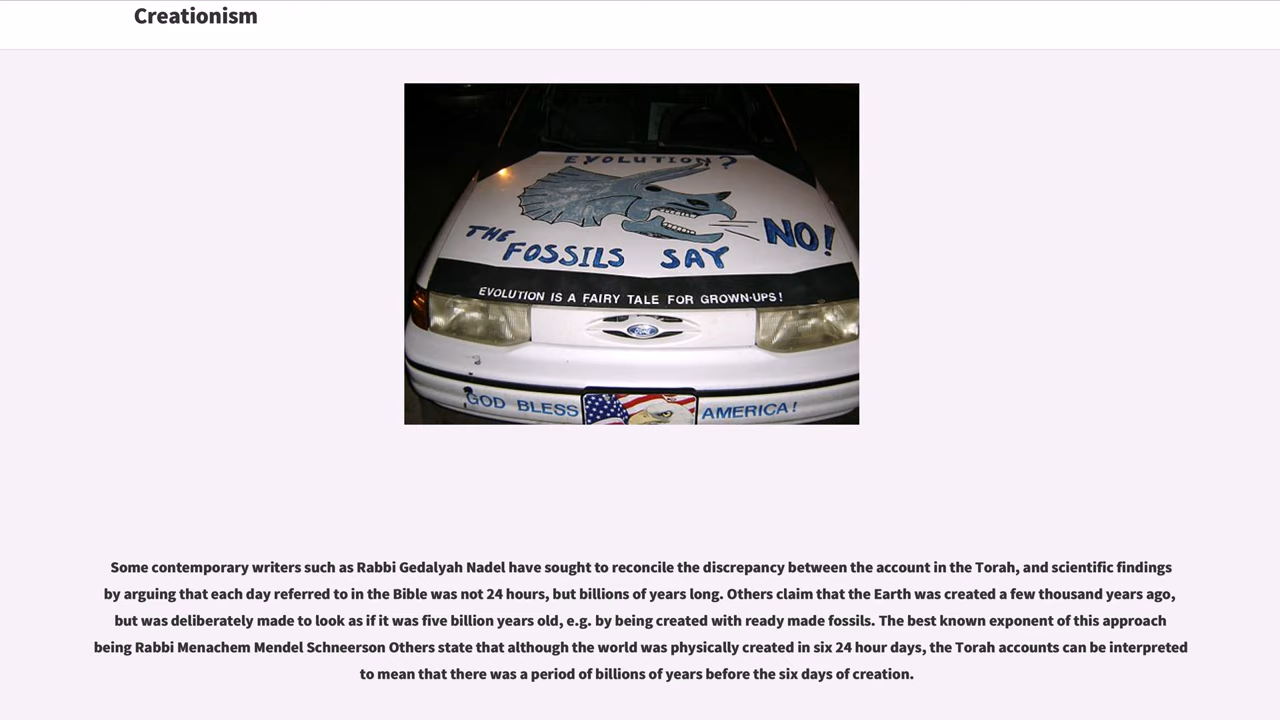 Creationism
EVOLUTION?
THE
FOSSILS SAY
NO!
EVOLUTION IS A FAIRY TALE FOR GROWN-UPS!
Ford
GOD BLESS
AMERICA!
Some contemporary writers such as Rabbi Gedalyah Nadel have sought to reconcile the discrepancy between the account in the Torah, and scientific findings
by arguing that each day referred to in the Bible was not 24 hours, but billions of years long. Others claim that the Earth was created a few thousand years ago,
but was deliberately made to look as if it was five billion years old, e.g. by being created with ready made fossils. The best known exponent of this approach
being Rabbi Menachem Mendel Schneerson Others state that although the world was physically created in six 24 hour days, the Torah accounts can be interpreted
to mean that there was a period of billions of years before the six days of creation.